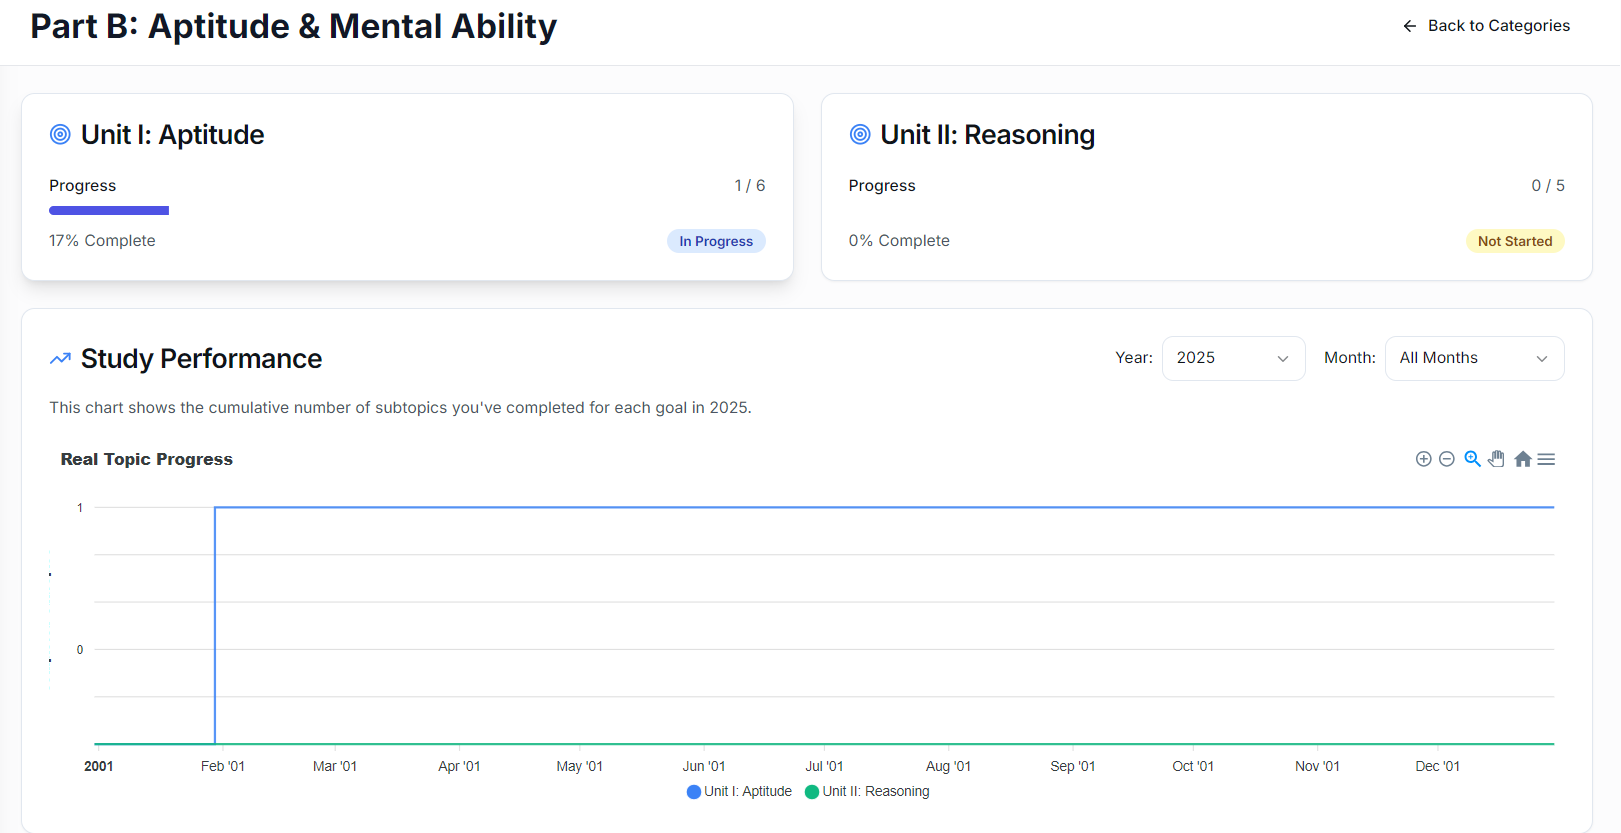 Part B: Aptitude & Mental Ability
Back to Categories
Unit I: Aptitude
Progress
1 / 6
17% Complete
In Progress
Unit II: Reasoning
Progress
0 / 5
0% Complete
Not Started
Study Performance
Year:
2025
Month:
All Months
This chart shows the cumulative number of subtopics you've completed for each goal in 2025.
Real Topic Progress
1
0
2001
Feb '01
Mar '01
Apr '01
May '01
Jun '01
Jul '01
Aug '01
Sep '01
Oct '01
Nov '01
Dec '01
Unit I: Aptitude
Unit II: Reasoning